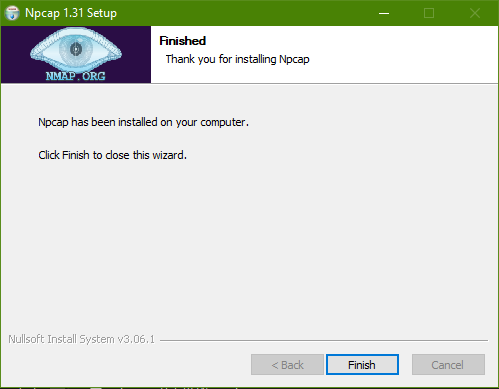 Npcap 1.31 Setup
NMAP.ORG
Finished
Thank you for installing Npcap
Npcap has been installed on your computer.
Click Finish to close this wizard.
Nullsoft Install System v3.06.1
< Back
Finish
Cancel